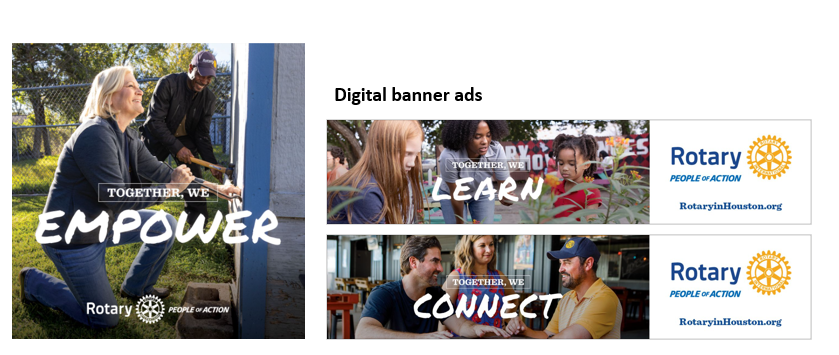 TOGETHER, WE
EMPOWER
Rotary PEOPLE OF ACTION
Digital banner ads
TOGETHER, WE
LEARN
Rotary
PEOPLE OF ACTION
RotaryinHouston.org
TOGETHER, WE
CONNECT
Rotary
PEOPLE OF ACTION
RotaryinHouston.org